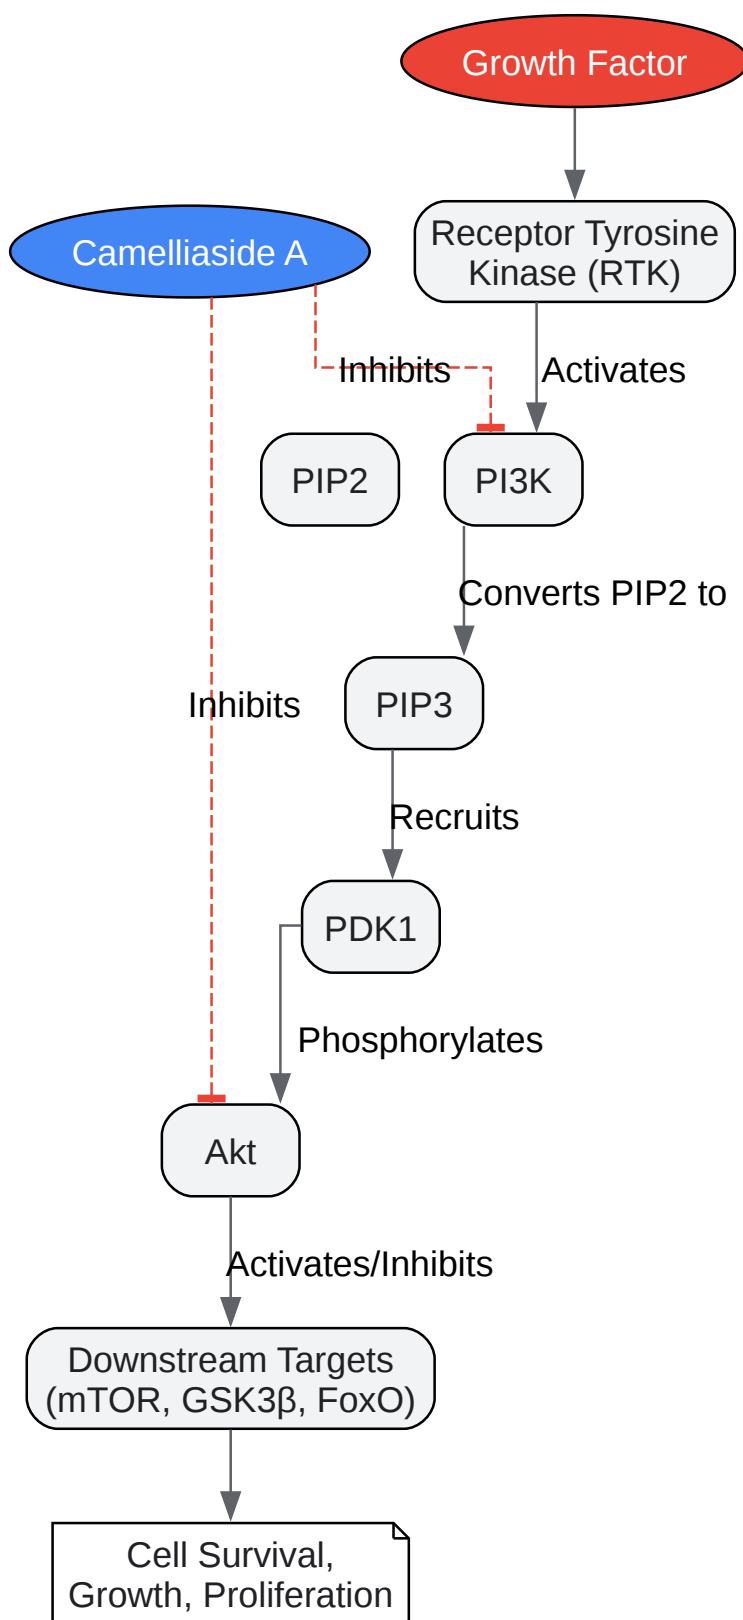 Growth Factor
Camelliaside A
Receptor Tyrosine
Kinase (RTK)
Inhibits
Activates
PIP2
PI3K
Converts PIP2 to
Inhibits
PIP3
Recruits
PDK1
Phosphorylates
Akt
Activates/Inhibits
Downstream Targets
(mTOR, GSK3β, FoxO)
Cell Survival,
Growth, Proliferation